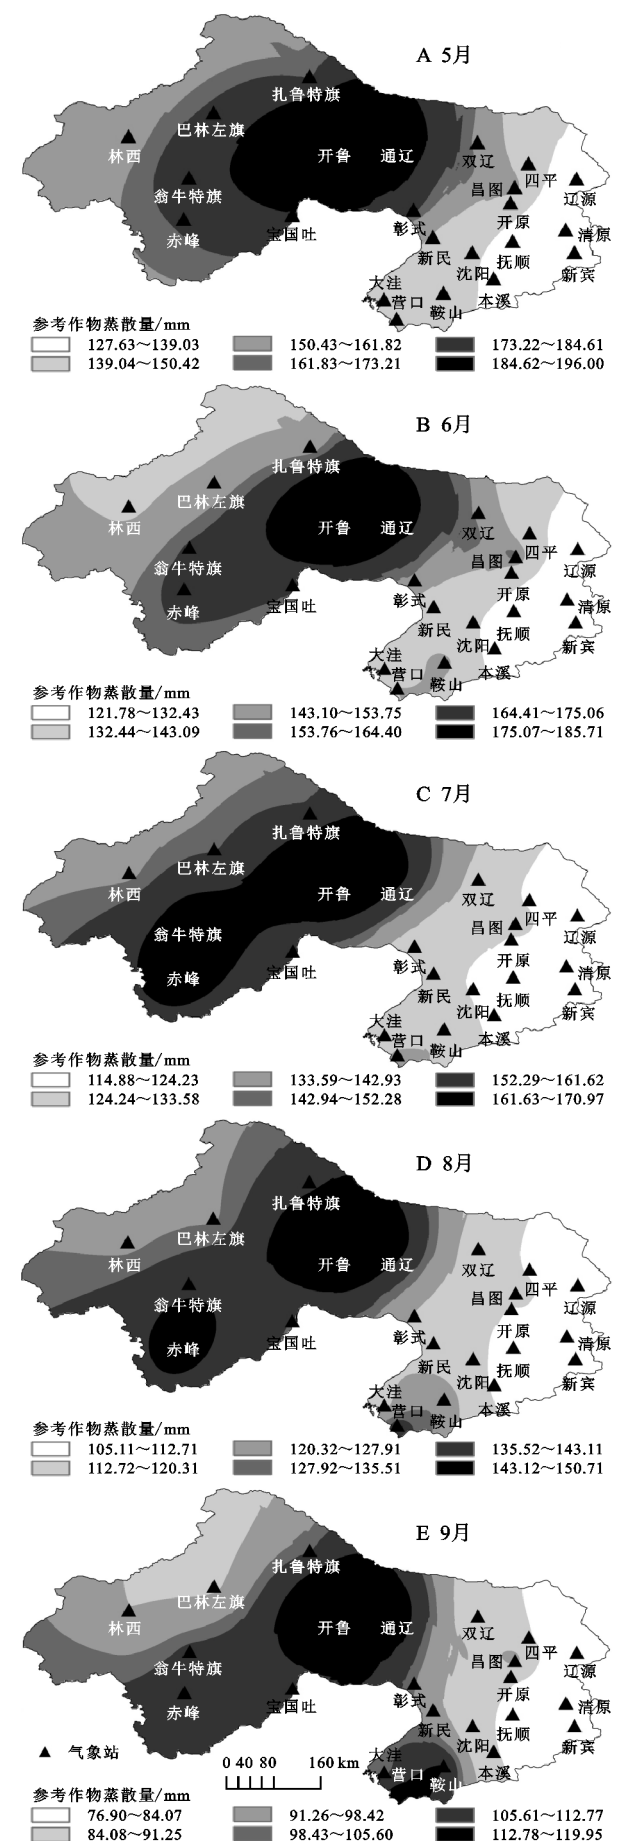 A 5月
扎鲁特旗
巴林左旗
林西
开鲁
通辽
双辽
翁牛特旗
昌图
四平
辽源
赤峰
宝国吐
彰武
开原
清原
新民
沈阳
抚顺
新宾
大洼
营口
鞍山
本溪
参考作物蒸散量/mm
127.63～139.03 150.43～161.82 173.22～184.61
139.04～150.42 161.83～173.21 184.62～196.00
B 6月
扎鲁特旗
巴林左旗
林西
开鲁
通辽
双辽
翁牛特旗
昌图
四平
辽源
赤峰
宝国吐
彰武
开原
清原
新民
沈阳
抚顺
新宾
大洼
营口
鞍山
本溪
参考作物蒸散量/mm
121.78～132.43 143.10～153.75 164.41～175.06
132.44～143.09 153.76～164.40 175.07～185.71
C 7月
扎鲁特旗
巴林左旗
林西
开鲁
通辽
双辽
翁牛特旗
昌图
四平
辽源
赤峰
宝国吐
彰武
开原
清原
新民
沈阳
抚顺
新宾
大洼
营口
鞍山
本溪
参考作物蒸散量/mm
114.88～124.23 133.59～142.93 152.29～161.62
124.24～133.58 142.94～152.28 161.63～170.97
D 8月
扎鲁特旗
巴林左旗
林西
开鲁
通辽
双辽
翁牛特旗
昌图
四平
辽源
赤峰
宝国吐
彰武
开原
清原
新民
沈阳
抚顺
新宾
大洼
营口
鞍山
本溪
参考作物蒸散量/mm
105.11～112.71 120.32～127.91 135.52～143.11
112.72～120.31 127.92～135.51 143.12～150.71
E 9月
扎鲁特旗
巴林左旗
林西
开鲁
通辽
双辽
翁牛特旗
昌图
四平
辽源
赤峰
宝国吐
彰武
开原
清原
新民
沈阳
抚顺
新宾
大洼
营口
鞍山
本溪
气象站
0 40 80 160 km
参考作物蒸散量/mm
76.90～84.07 91.26～98.42 105.61～112.77
84.08～91.25 98.43～105.60 112.78～119.95